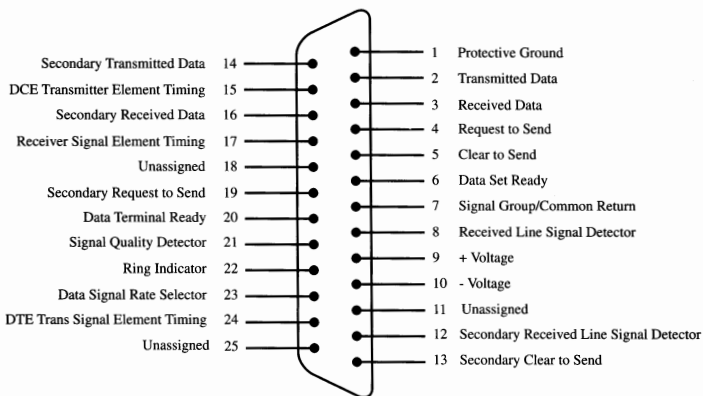 Secondary Transmitted Data 14
DCE Transmitter Element Timing 15
Secondary Received Data 16
Receiver Signal Element Timing 17
Unassigned 18
Secondary Request to Send 19
Data Terminal Ready 20
Signal Quality Detector 21
Ring Indicator 22
Data Signal Rate Selector 23
DTE Trans Signal Element Timing 24
Unassigned 25
1 Protective Ground
2 Transmitted Data
3 Received Data
4 Request to Send
5 Clear to Send
6 Data Set Ready
7 Signal Group/Common Return
8 Received Line Signal Detector
9 + Voltage
10 - Voltage
11 Unassigned
12 Secondary Received Line Signal Detector
13 Secondary Clear to Send